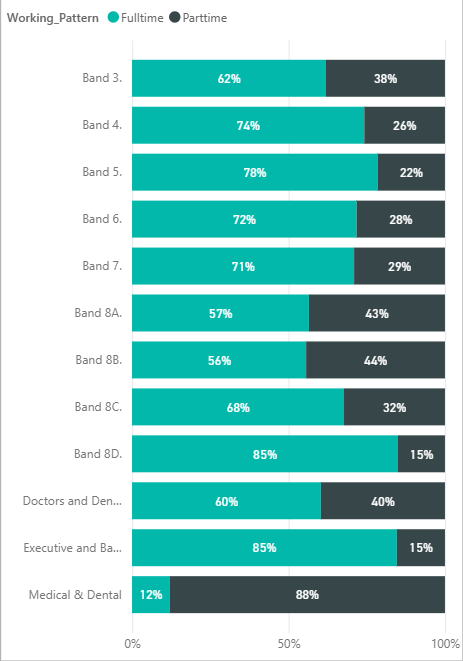 Working_Pattern Fulltime Parttime
Band 3. 62% 38%
Band 4. 74% 26%
Band 5. 78% 22%
Band 6. 72% 28%
Band 7. 71% 29%
Band 8A. 57% 43%
Band 8B. 56% 44%
Band 8C. 68% 32%
Band 8D. 85% 15%
Doctors and Den... 60% 40%
Executive and Ba... 85% 15%
Medical & Dental 12% 88%
0% 50% 100%